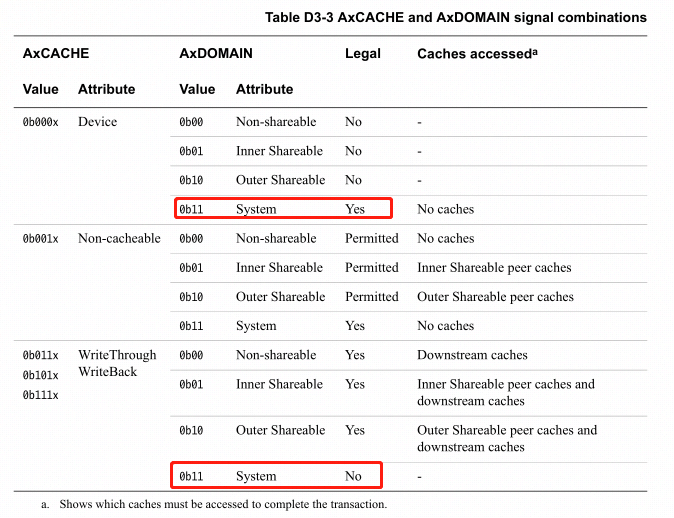 Table D3-3 AxCACHE and AxDOMAIN signal combinations
AxCACHE AxDOMAIN Legal Caches accessedª
Value Attribute Value Attribute
0b000x Device 0b00 Non-shareable No -
0b01 Inner Shareable No -
0b10 Outer Shareable No -
0b11 System Yes No caches
0b001x Non-cacheable 0b00 Non-shareable Permitted No caches
0b01 Inner Shareable Permitted Inner Shareable peer caches
0b10 Outer Shareable Permitted Outer Shareable peer caches
0b11 System Yes No caches
0b011x WriteThrough 0b00 Non-shareable Yes Downstream caches
0b101x WriteBack 0b01 Inner Shareable Yes Inner Shareable peer caches and
0b111x downstream caches
0b10 Outer Shareable Yes Outer Shareable peer caches and
downstream caches
0b11 System No -
a. Shows which caches must be accessed to complete the transaction.